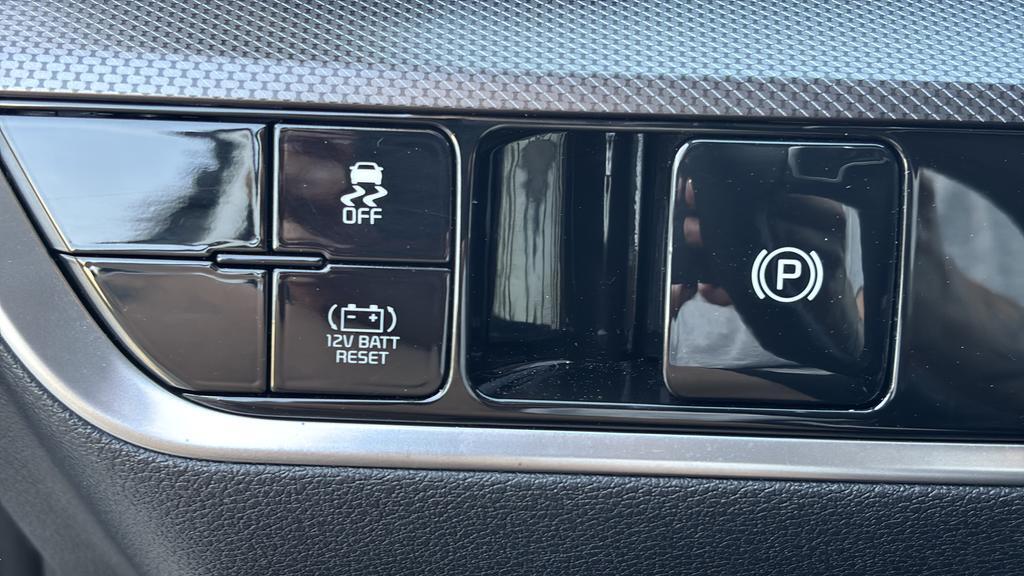 OFF
12V BATT
RESET
P